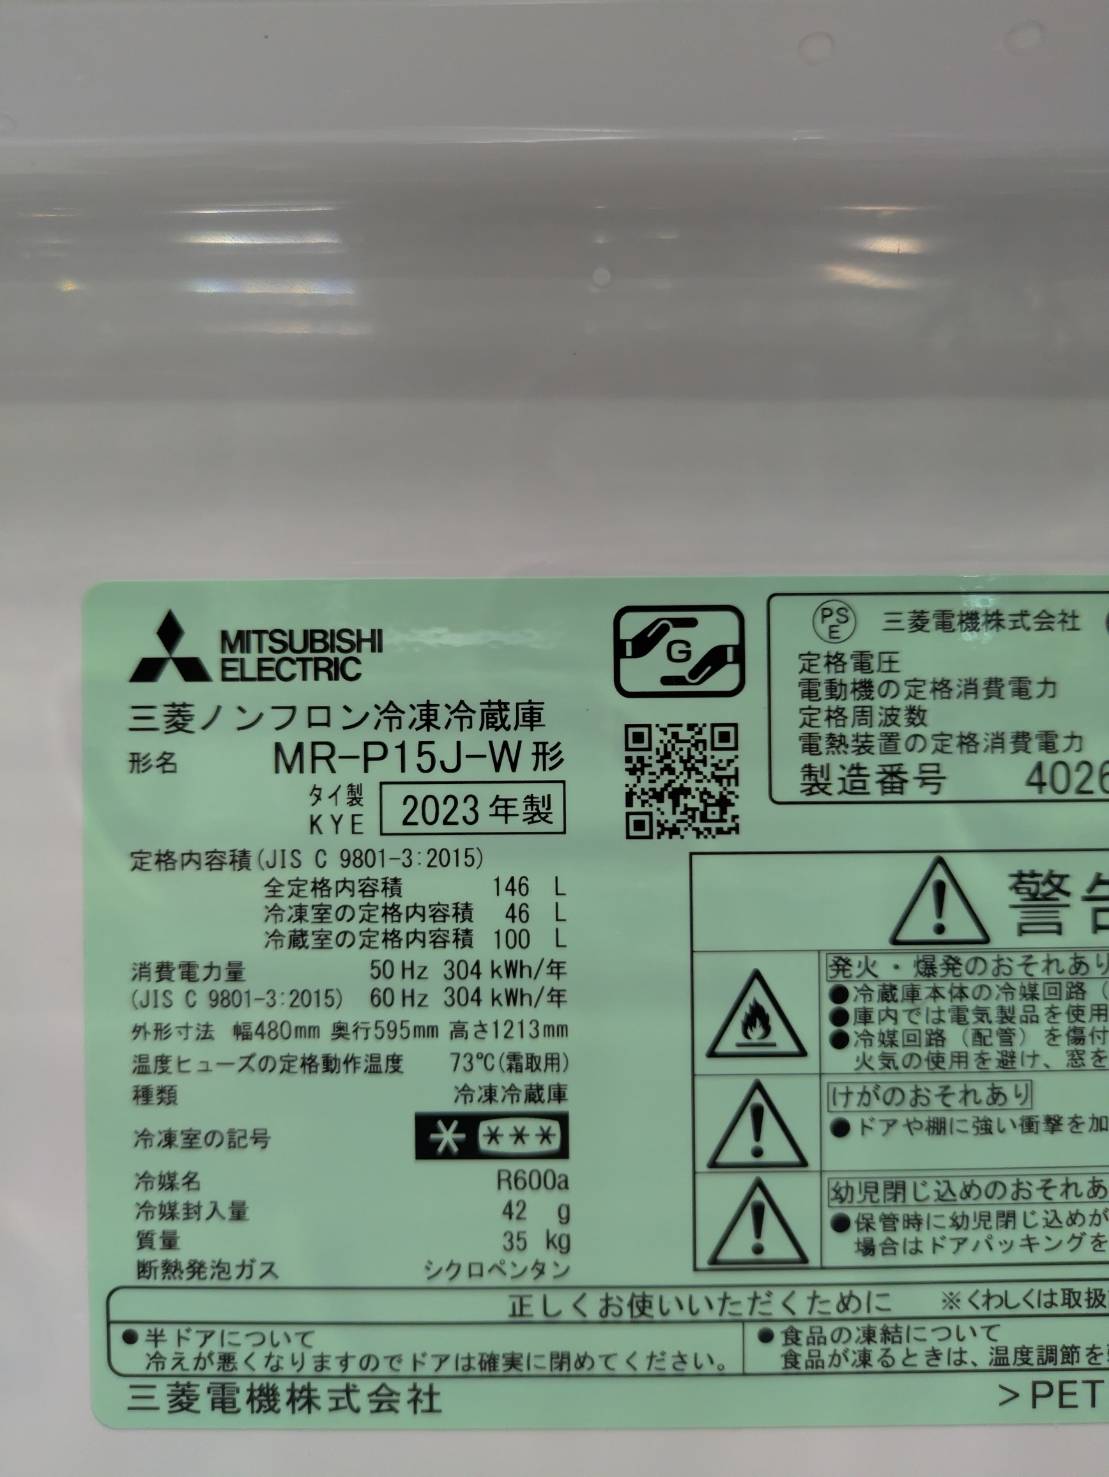 MITSUBISHI
ELECTRIC
三菱ノンフロン冷凍冷蔵庫
形名 MR-P15J-W形
タイ製
KYE
2023年製
定格内容積(JIS C 9801-3:2015)
全定格内容積 146 L
冷凍室の定格内容積 46 L
冷蔵室の定格内容積 100 L
消費電力量 50 Hz 304 kWh/年
(JIS C 9801-3:2015) 60 Hz 304 kWh/年
外形寸法 幅480mm 奥行595mm 高さ1213mm
温度ヒューズの定格動作温度 73℃(霜取用)
種類 冷凍冷蔵庫
冷凍室の記号
冷媒名 R600a
冷媒封入量 42 g
質量 35 kg
断熱発泡ガス シクロペンタン
G
PS
E
三菱電機株式会社
定格電圧
電動機の定格消費電力
定格周波数
電熱装置の定格消費電力
製造番号 4026
警告
発火・爆発のおそれあり
●冷蔵庫本体の冷媒回路(
●庫内では電気製品を使用
●冷媒回路(配管)を傷付
火気の使用を避け、窓を
けがのおそれあり
●ドアや棚に強い衝撃を加
幼児閉じ込めのおそれあ
●保管時に幼児閉じ込めが
場合はドアパッキングを
正しくお使いいただくために ※くわしくは取扱
●半ドアについて
冷えが悪くなりますのでドアは確実に閉めてください。
●食品の凍結について
食品が凍るときは、温度調節を
三菱電機株式会社
>PET